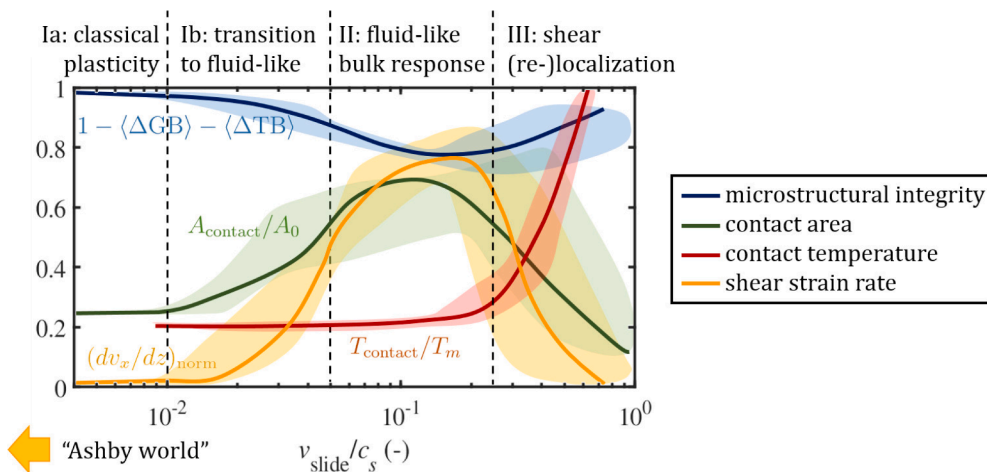 Ia: classical
plasticity
Ib: transition
to fluid-like
II: fluid-like
bulk response
III: shear
(re-)localization
1
0.8
0.6
0.4
0.2
0
1 − ⟨ΔGB⟩ − ⟨ΔTB⟩
A_contact/A_0
(dv_x/dz)_norm
T_contact/T_m
microstructural integrity
contact area
contact temperature
shear strain rate
10^-2
10^-1
10^0
"Ashby world"
v_slide/c_s (-)